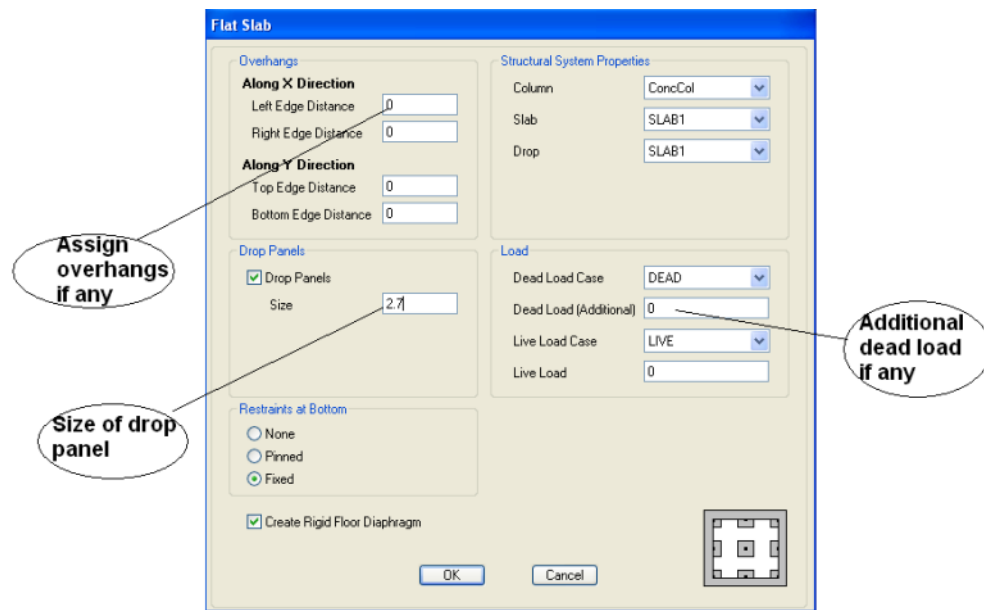 Flat Slab
Overhangs
Along X Direction
Left Edge Distance 0
Right Edge Distance 0
Along Y Direction
Top Edge Distance 0
Bottom Edge Distance 0
Structural System Properties
Column ConcCol
Slab SLAB1
Drop SLAB1
Drop Panels
Drop Panels
Size 2.7
Load
Dead Load Case DEAD
Dead Load (Additional) 0
Live Load Case LIVE
Live Load 0
Restraints at Bottom
None
Pinned
Fixed
Create Rigid Floor Diaphragm
OK Cancel
Assign
overhangs
if any
Size of drop
panel
Additional
dead load
if any